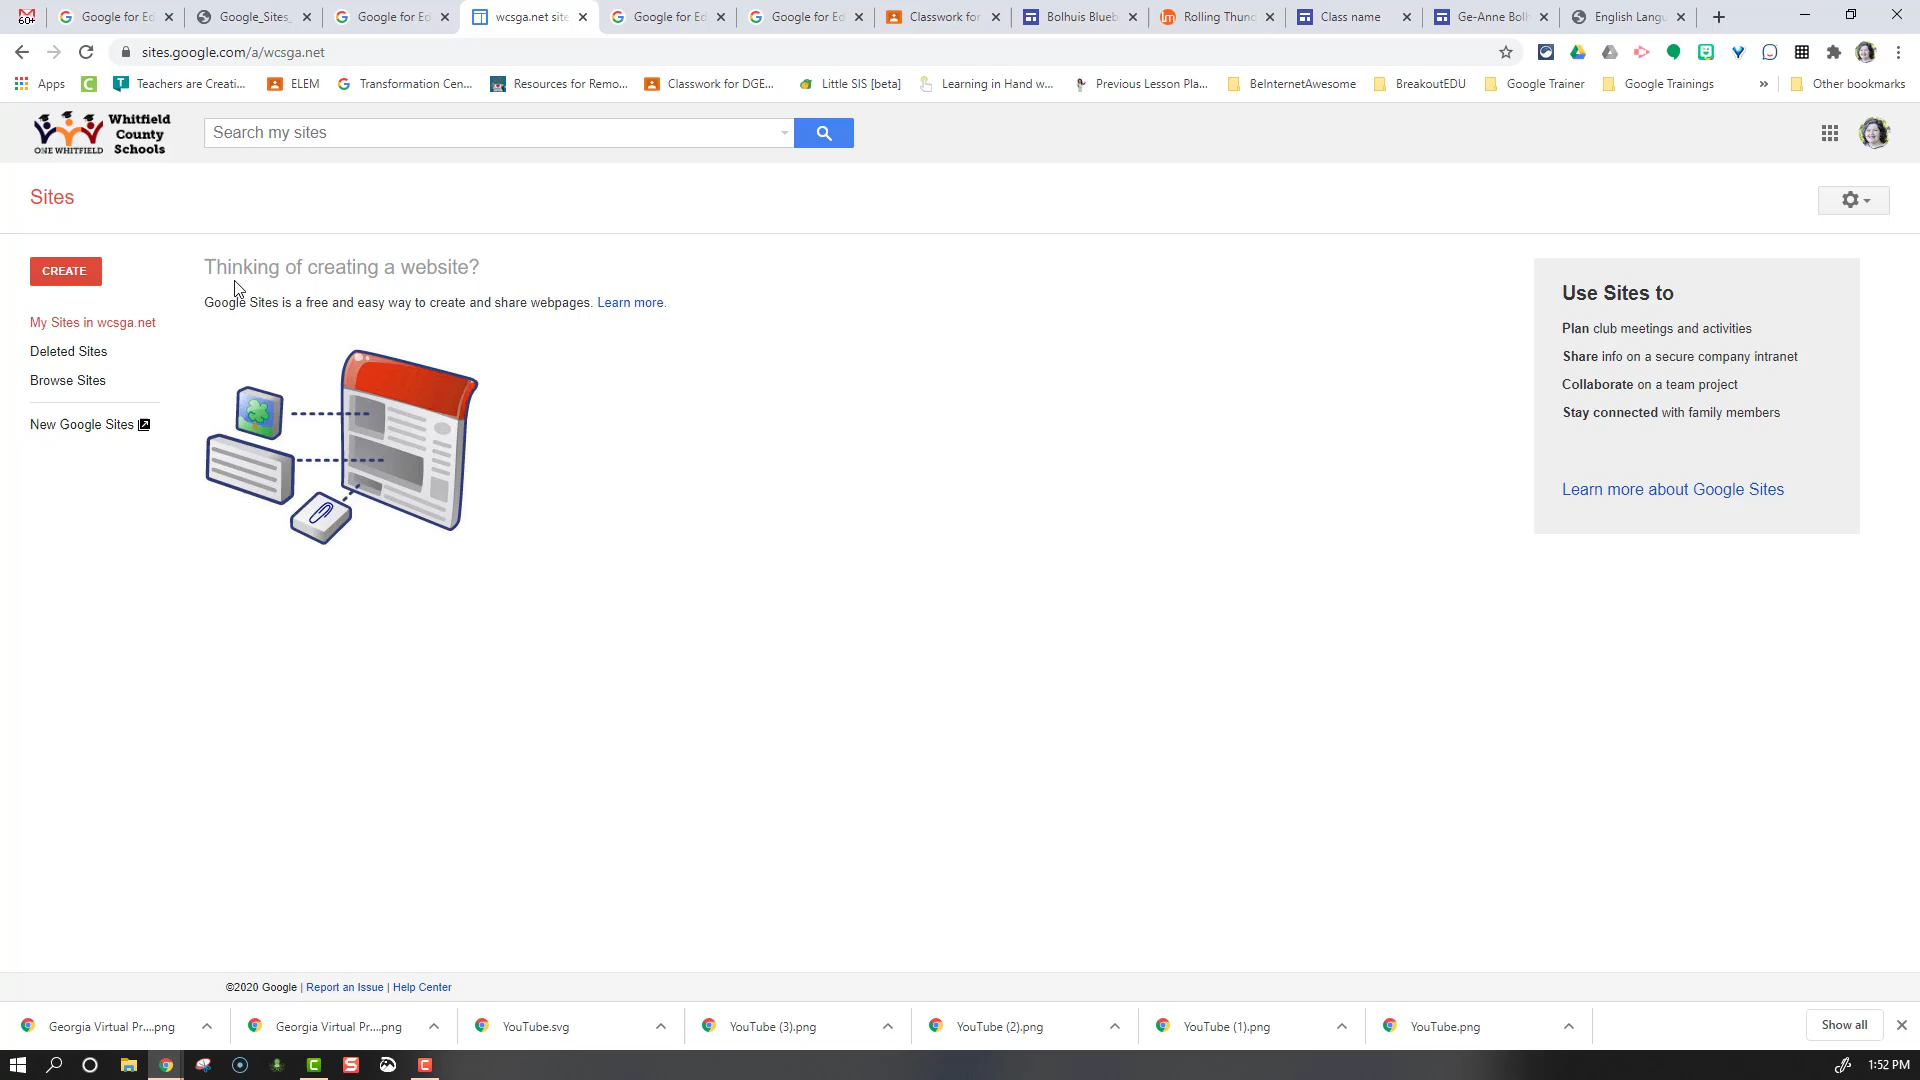 60+
Google for Ed
Google_Sites_
Google for Ed
wcsga.net site
Google for Ed
Google for Ed
Classwork for
Bolhuis Blueb
Rolling Thund
Class name
Ge-Anne Bolh
English Langu
sites.google.com/a/wcsga.net
Apps
Teachers are Creati...
ELEM
Transformation Cen...
Resources for Remo...
Classwork for DGE...
Little SIS [beta]
Learning in Hand w...
Previous Lesson Pla...
BeInternetAwesome
BreakoutEDU
Google Trainer
Google Trainings
»
Other bookmarks
ONE WHITFIELD
Whitfield
County
Schools
Search my sites
Sites
CREATE
My Sites in wcsga.net
Deleted Sites
Browse Sites
New Google Sites
Thinking of creating a website?
Google Sites is a free and easy way to create and share webpages. Learn more.
Use Sites to
Plan club meetings and activities
Share info on a secure company intranet
Collaborate on a team project
Stay connected with family members
Learn more about Google Sites
©2020 Google | Report an Issue | Help Center
Georgia Virtual Pr....png
Georgia Virtual Pr....png
YouTube.svg
YouTube (3).png
YouTube (2).png
YouTube (1).png
YouTube.png
Show all
1:52 PM